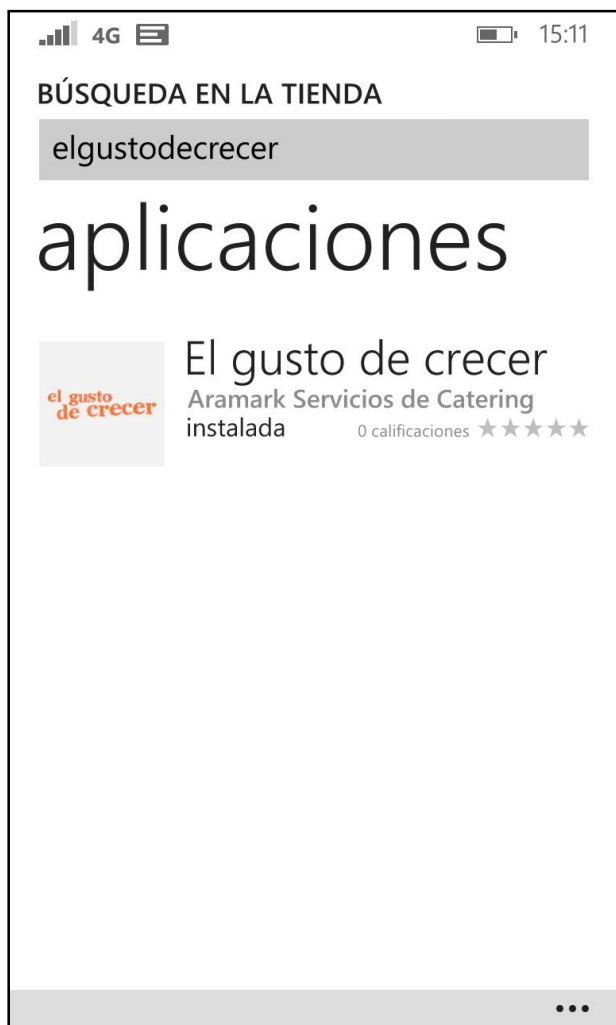 4G 15:11
BÚSQUEDA EN LA TIENDA
elgustodecrecer
aplicaciones
el gusto
de crecer
El gusto de crecer
Aramark Servicios de Catering
instalada 0 calificaciones